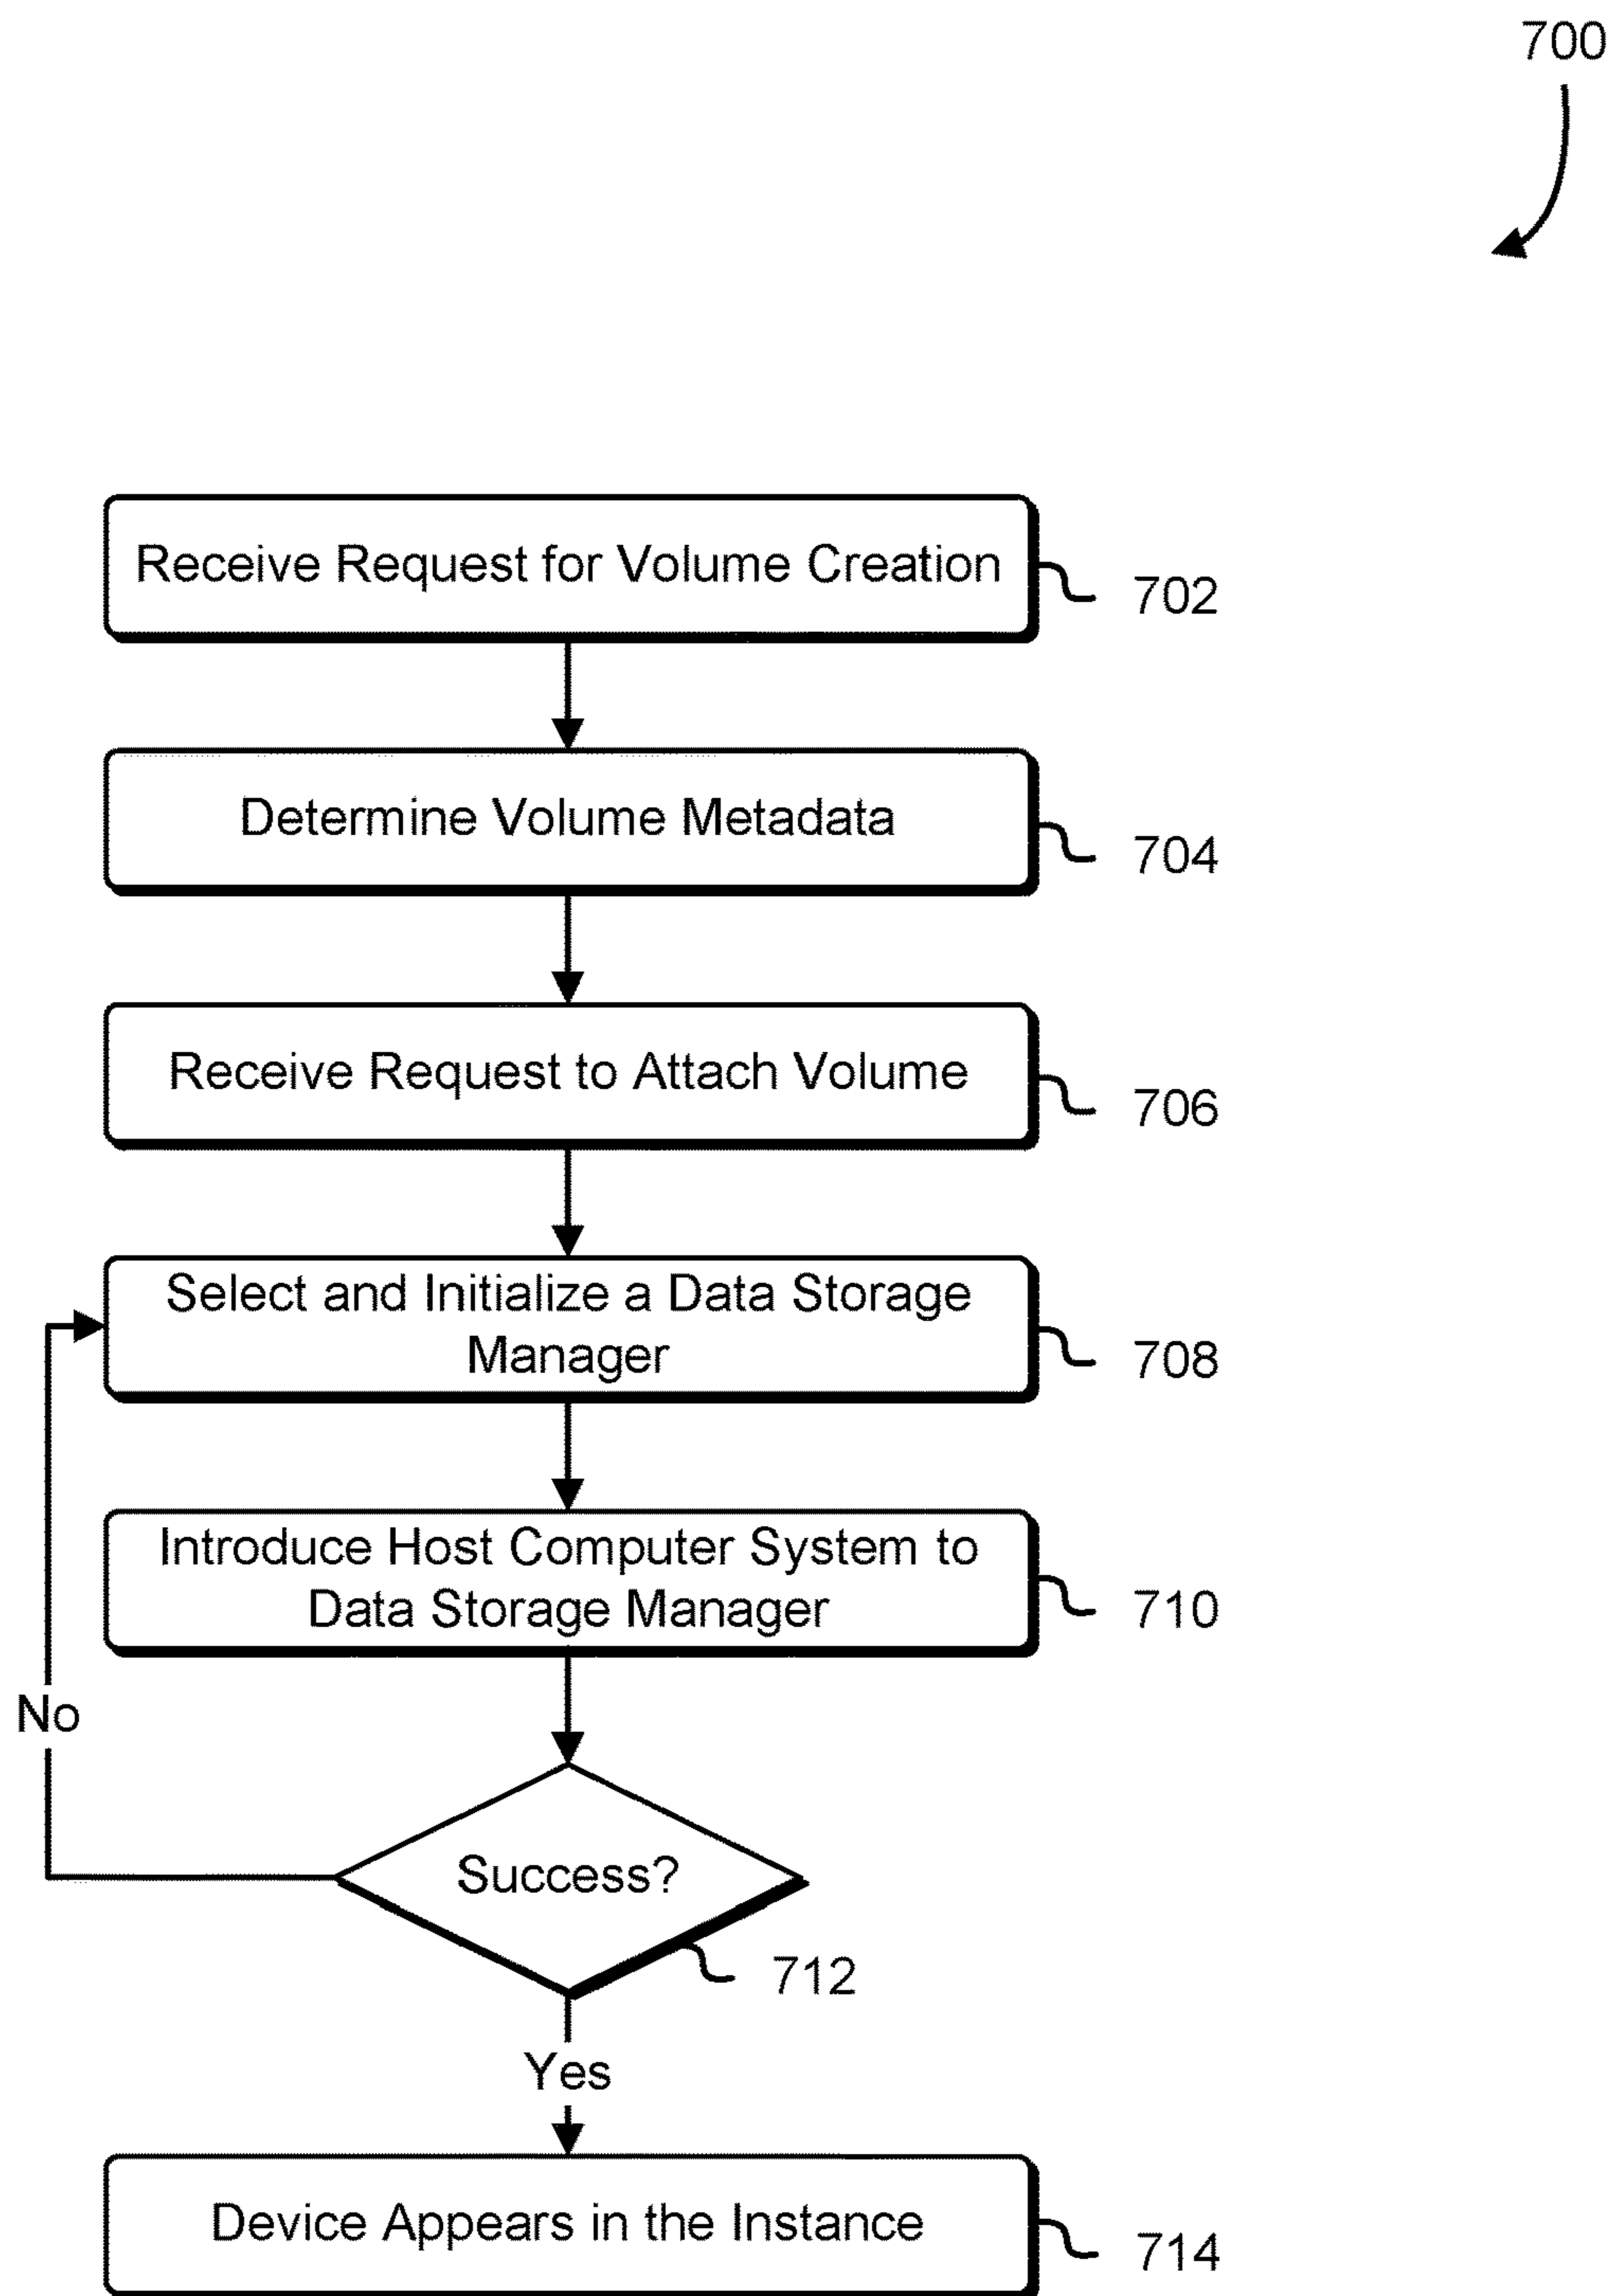 700
Receive Request for Volume Creation
702
Determine Volume Metadata
704
Receive Request to Attach Volume
706
Select and Initialize a Data Storage
Manager
708
Introduce Host Computer System to
Data Storage Manager
710
No
Success?
712
Yes
Device Appears in the Instance
714